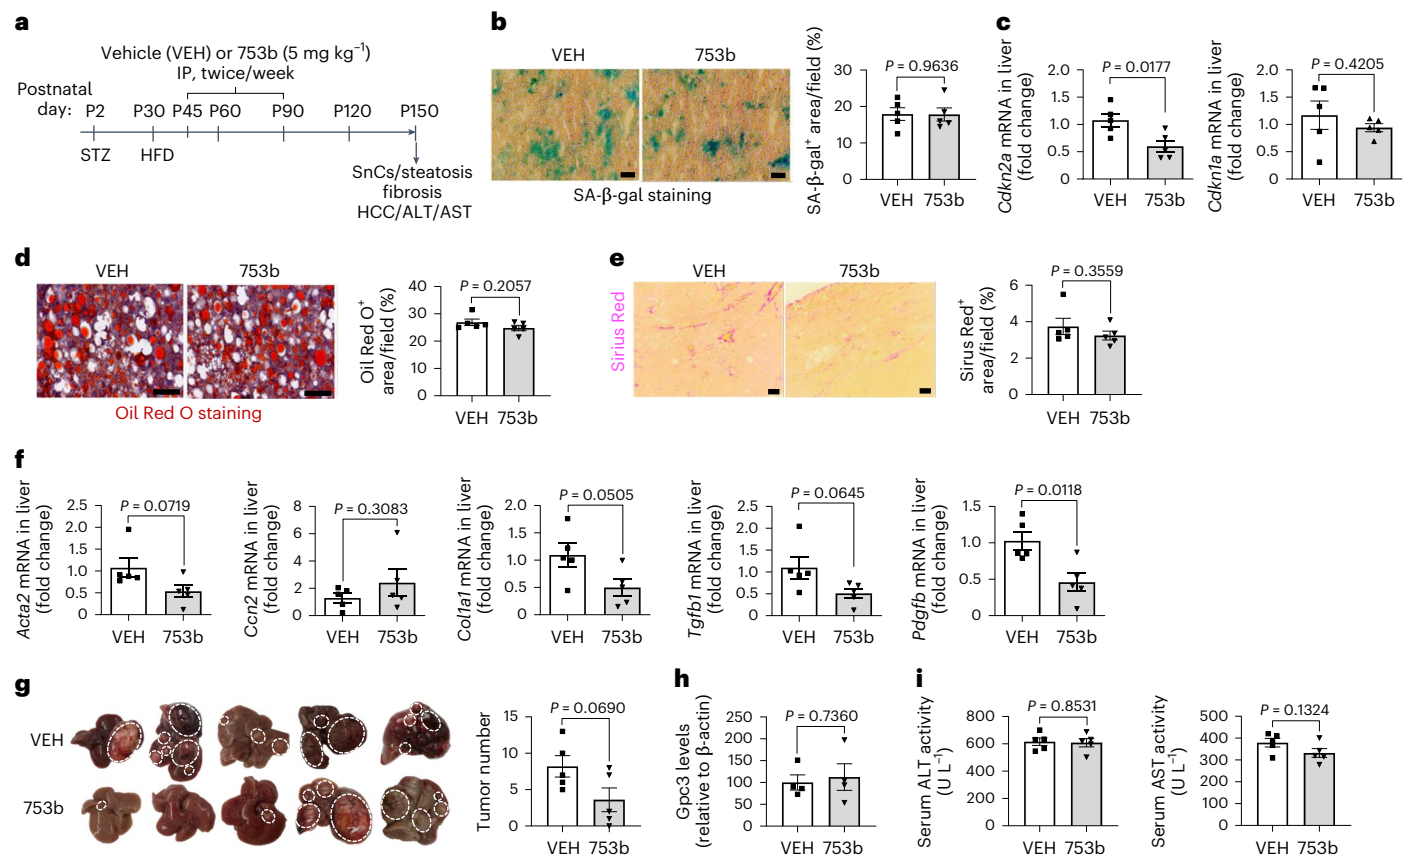 a
Vehicle (VEH) or 753b (5 mg kg⁻¹)
IP, twice/week
Postnatal
day:
P2
P30
P45
P60
P90
P120
P150
STZ
HFD
SnCs/steatosis
fibrosis
HCC/ALT/AST
b
VEH
753b
SA-β-gal staining
SA-β-gal⁺ area/field (%)
P = 0.9636
30
20
10
0
VEH
753b
c
Cdkn2a mRNA in liver
(fold change)
P = 0.0177
2.0
1.5
1.0
0.5
0
VEH
753b
Cdkn1a mRNA in liver
(fold change)
P = 0.4205
2.0
1.5
1.0
0.5
0
VEH
753b
d
VEH
753b
Oil Red O staining
Oil Red O⁺
area/field (%)
P = 0.2057
40
30
20
10
0
VEH
753b
e
VEH
753b
Sirius Red
Sirus Red⁺
area/field (%)
P = 0.3559
6
4
2
0
VEH
753b
f
Acta2 mRNA in liver
(fold change)
P = 0.0719
2.5
2.0
1.5
1.0
0.5
0
VEH
753b
Ccn2 mRNA in liver
(fold change)
P = 0.3083
8
6
4
2
0
VEH
753b
Col1a1 mRNA in liver
(fold change)
P = 0.0505
2.0
1.5
1.0
0.5
0
VEH
753b
Tgfb1 mRNA in liver
(fold change)
P = 0.0645
2.5
2.0
1.5
1.0
0.5
0
VEH
753b
Pdgfb mRNA in liver
(fold change)
P = 0.0118
1.5
1.0
0.5
0
VEH
753b
g
VEH
753b
Tumor number
P = 0.0690
15
10
5
0
VEH
753b
h
Gpc3 levels
(relative to β-actin)
P = 0.7360
250
200
150
100
50
0
VEH
753b
i
Serum ALT activity
(U L⁻¹)
P = 0.8531
800
600
400
200
0
VEH
753b
Serum AST activity
(U L⁻¹)
P = 0.1324
500
400
300
200
100
0
VEH
753b